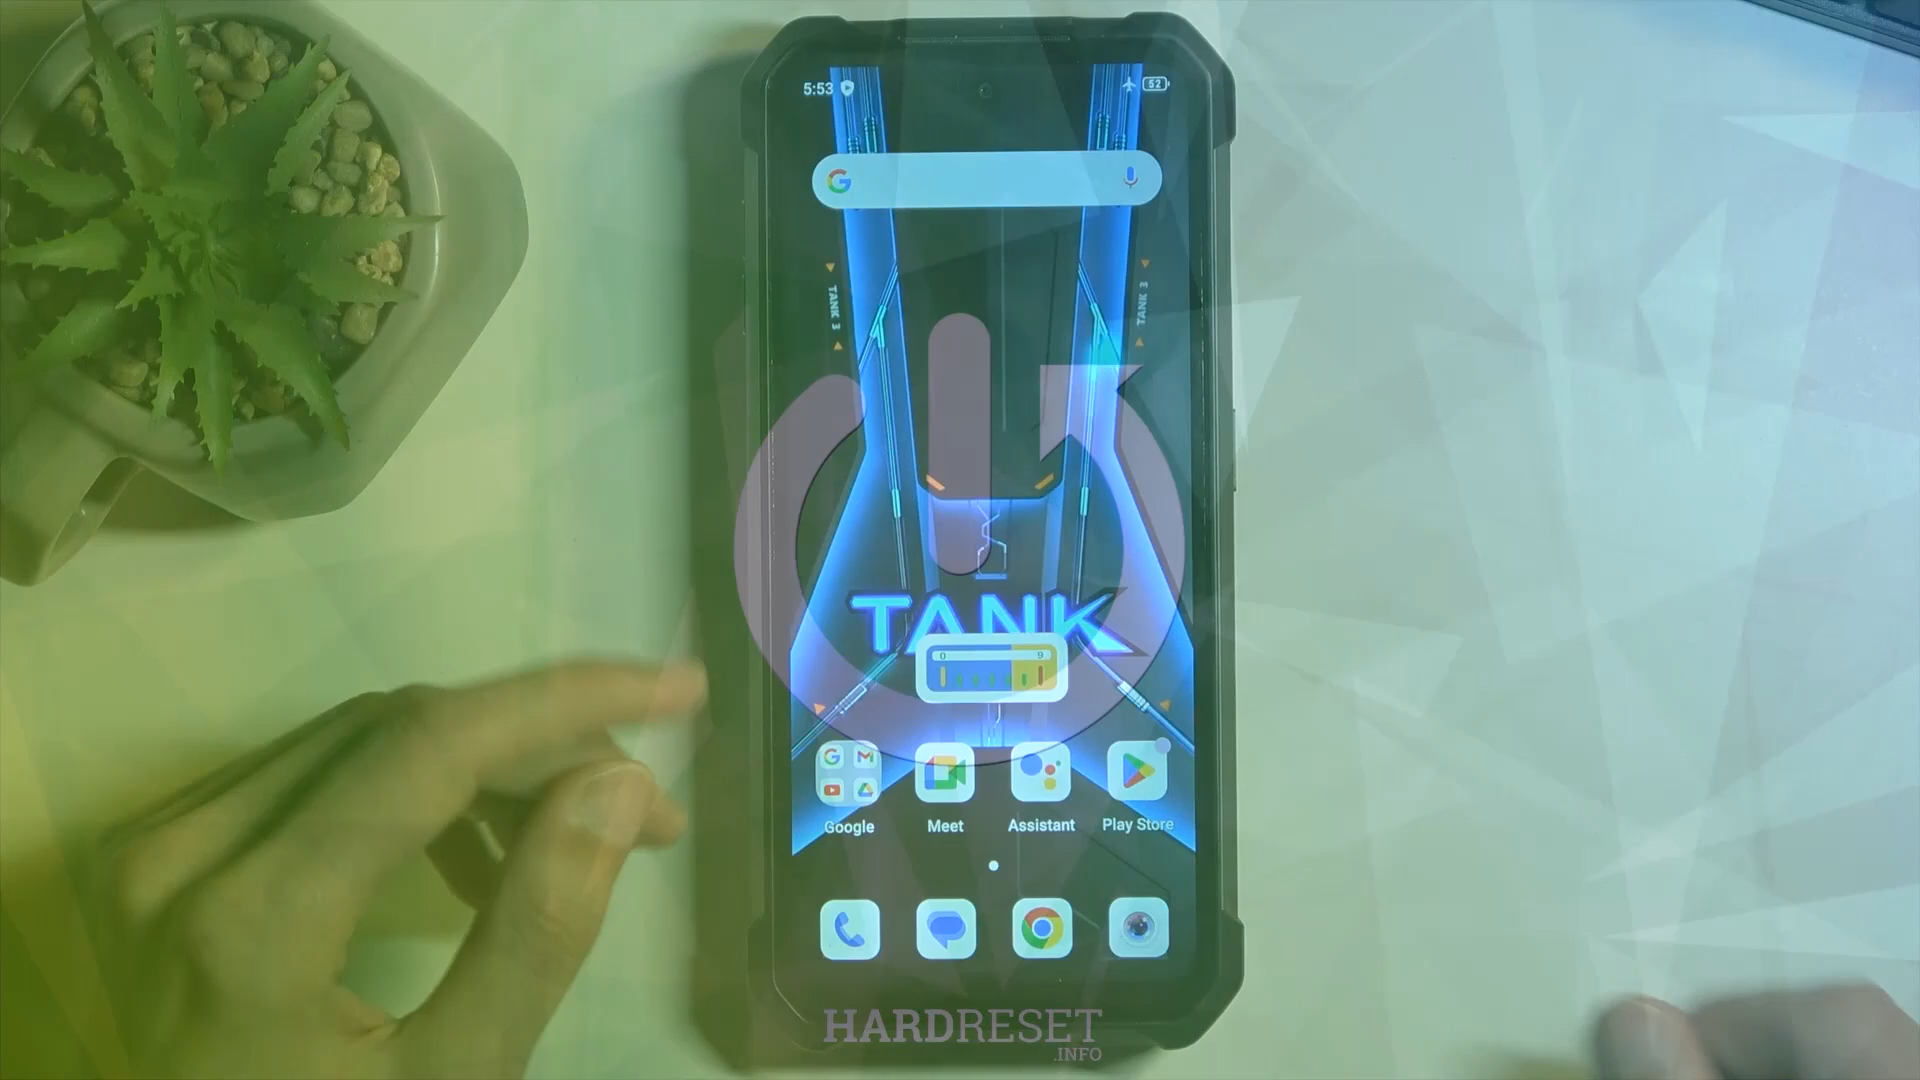 5:53
52
TANK 3
TANK 3
TANK
0 9
Google
Meet
Assistant
Play Store
HARDRESET
.INFO